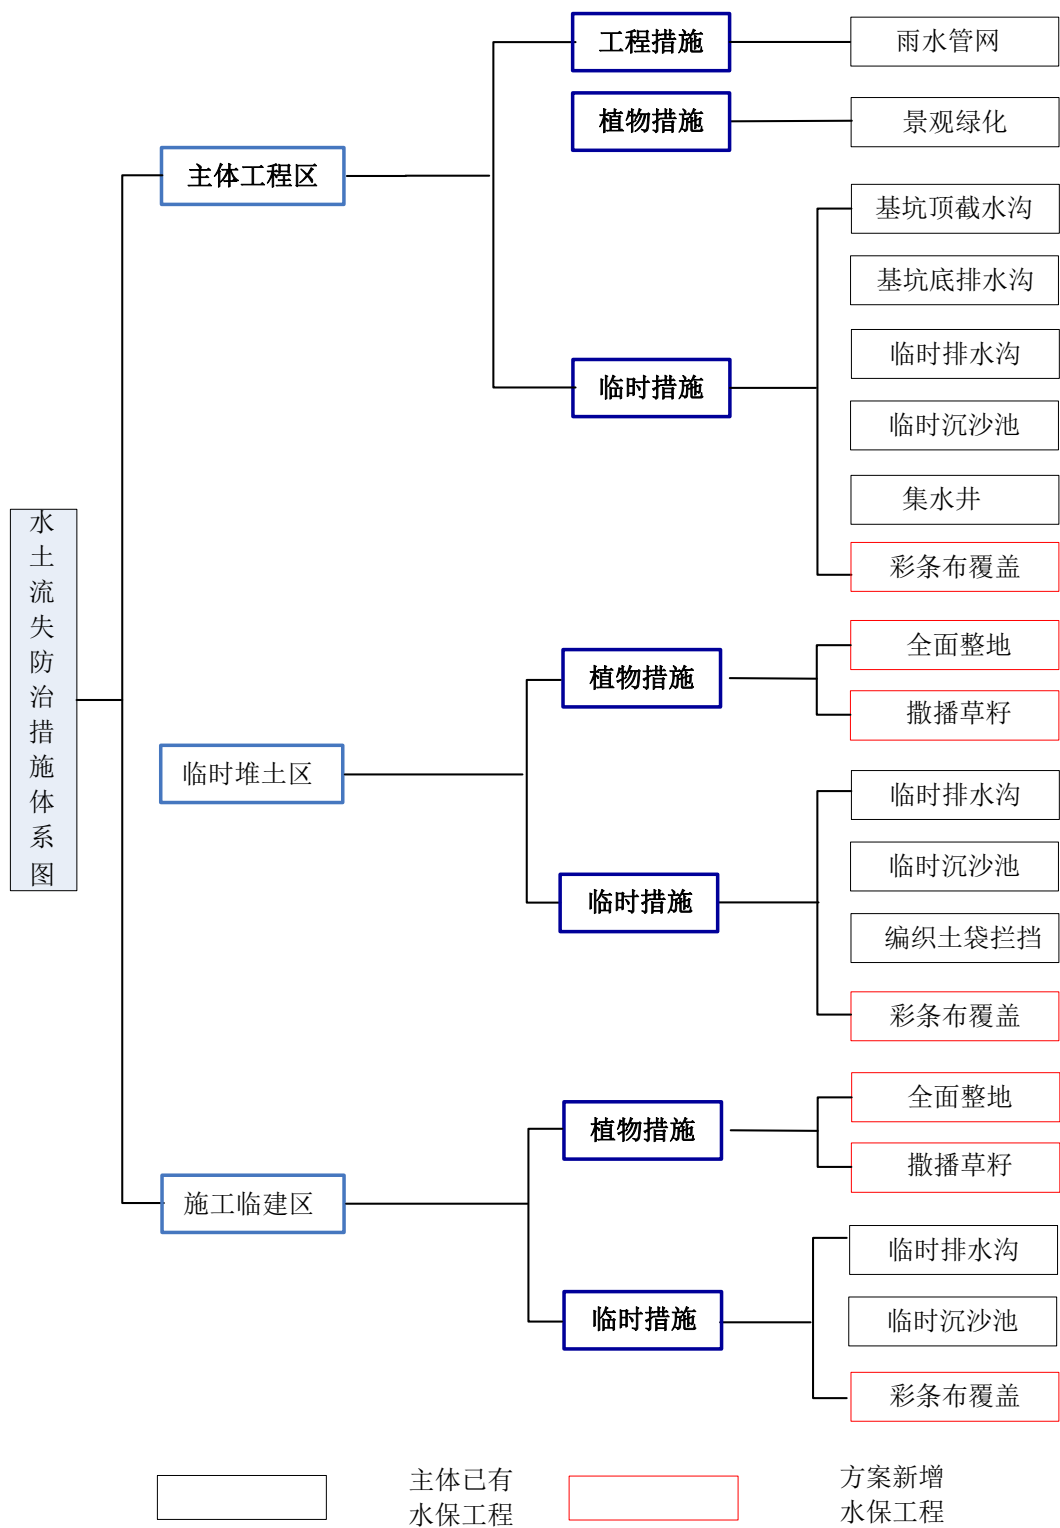 水土流失防治措施体系图
主体工程区
工程措施
雨水管网
植物措施
景观绿化
临时措施
基坑顶截水沟
基坑底排水沟
临时排水沟
临时沉沙池
集水井
彩条布覆盖
临时堆土区
植物措施
全面整地
撒播草籽
临时措施
临时排水沟
临时沉沙池
编织土袋拦挡
彩条布覆盖
施工临建区
植物措施
全面整地
撒播草籽
临时措施
临时排水沟
临时沉沙池
彩条布覆盖
主体已有
水保工程
方案新增
水保工程